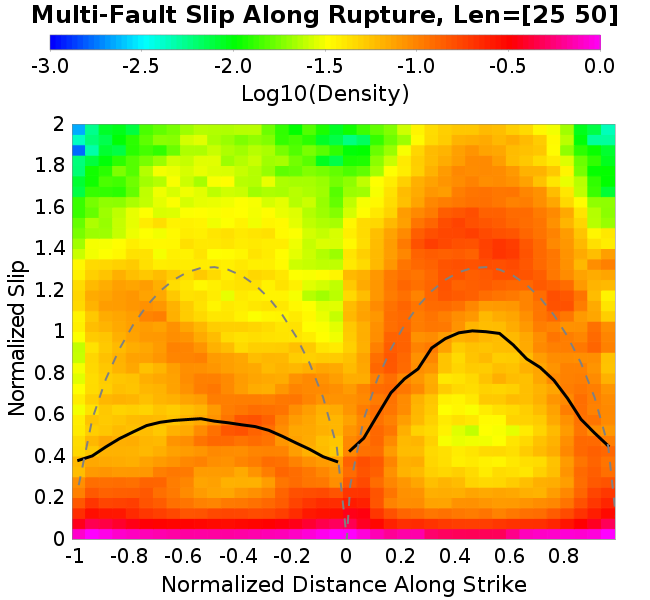 Multi-Fault Slip Along Rupture, Len=[25 50]
-3.0 -2.5 -2.0 -1.5 -1.0 -0.5 0.0
Log10(Density)
Normalized Slip
2
1.8
1.6
1.4
1.2
1
0.8
0.6
0.4
0.2
0
-1 -0.8 -0.6 -0.4 -0.2 0 0.2 0.4 0.6 0.8
Normalized Distance Along Strike